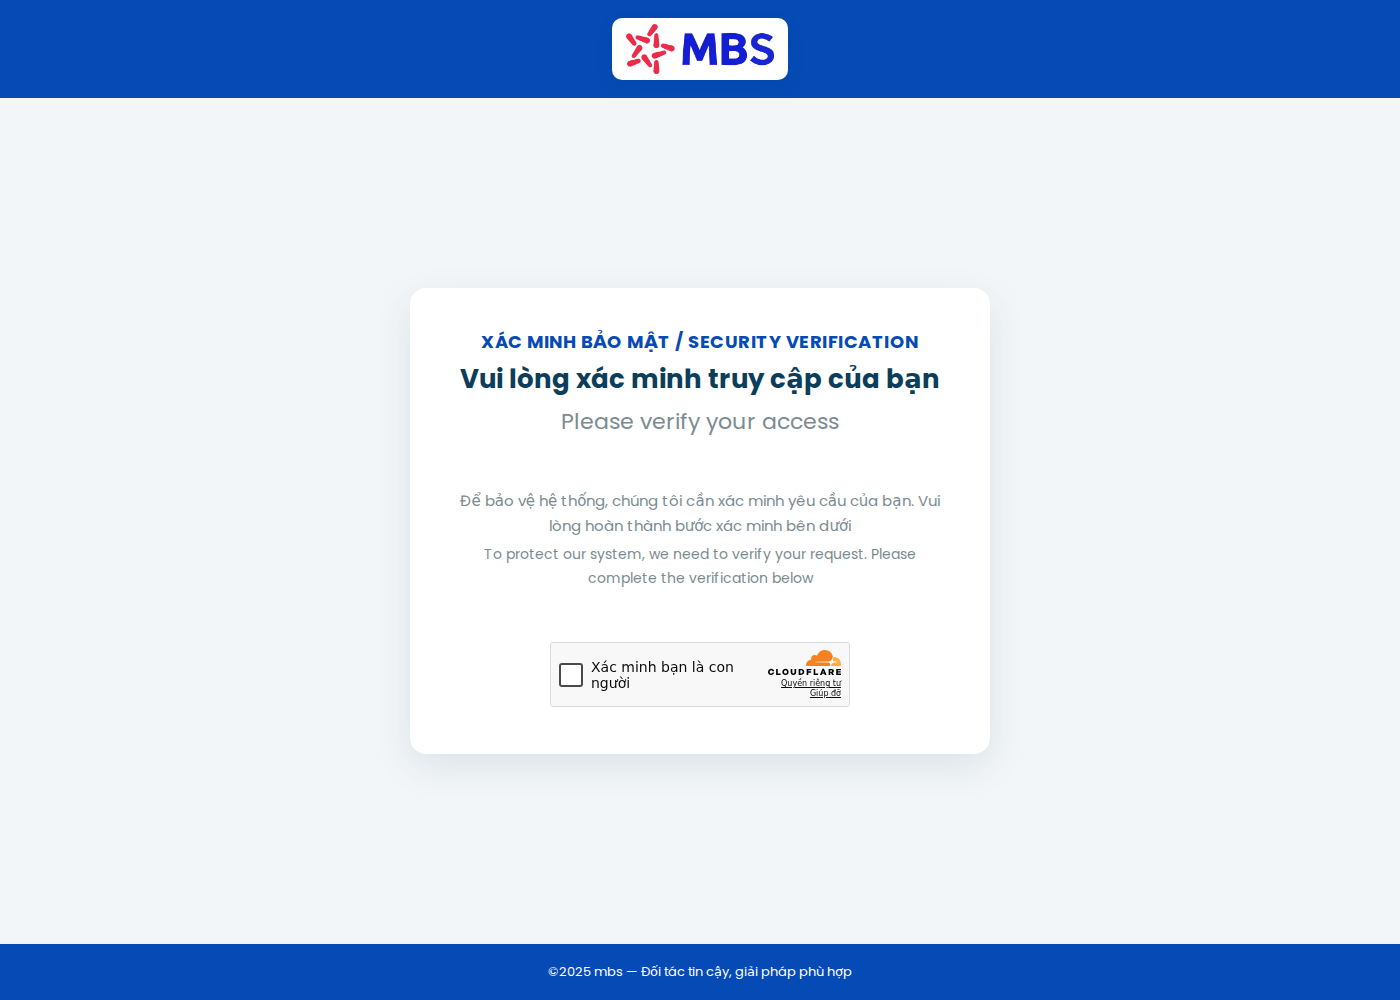 MBS
XÁC MINH BẢO MẬT / SECURITY VERIFICATION
Vui lòng xác minh truy cập của bạn
Please verify your access
Để bảo vệ hệ thống, chúng tôi cần xác minh yêu cầu của bạn. Vui
lòng hoàn thành bước xác minh bên dưới
To protect our system, we need to verify your request. Please
complete the verification below
Xác minh bạn là con
người
CLOUDFLARE
Quyền riêng tư
Giúp đỡ
©2025 mbs — Đối tác tin cậy, giải pháp phù hợp